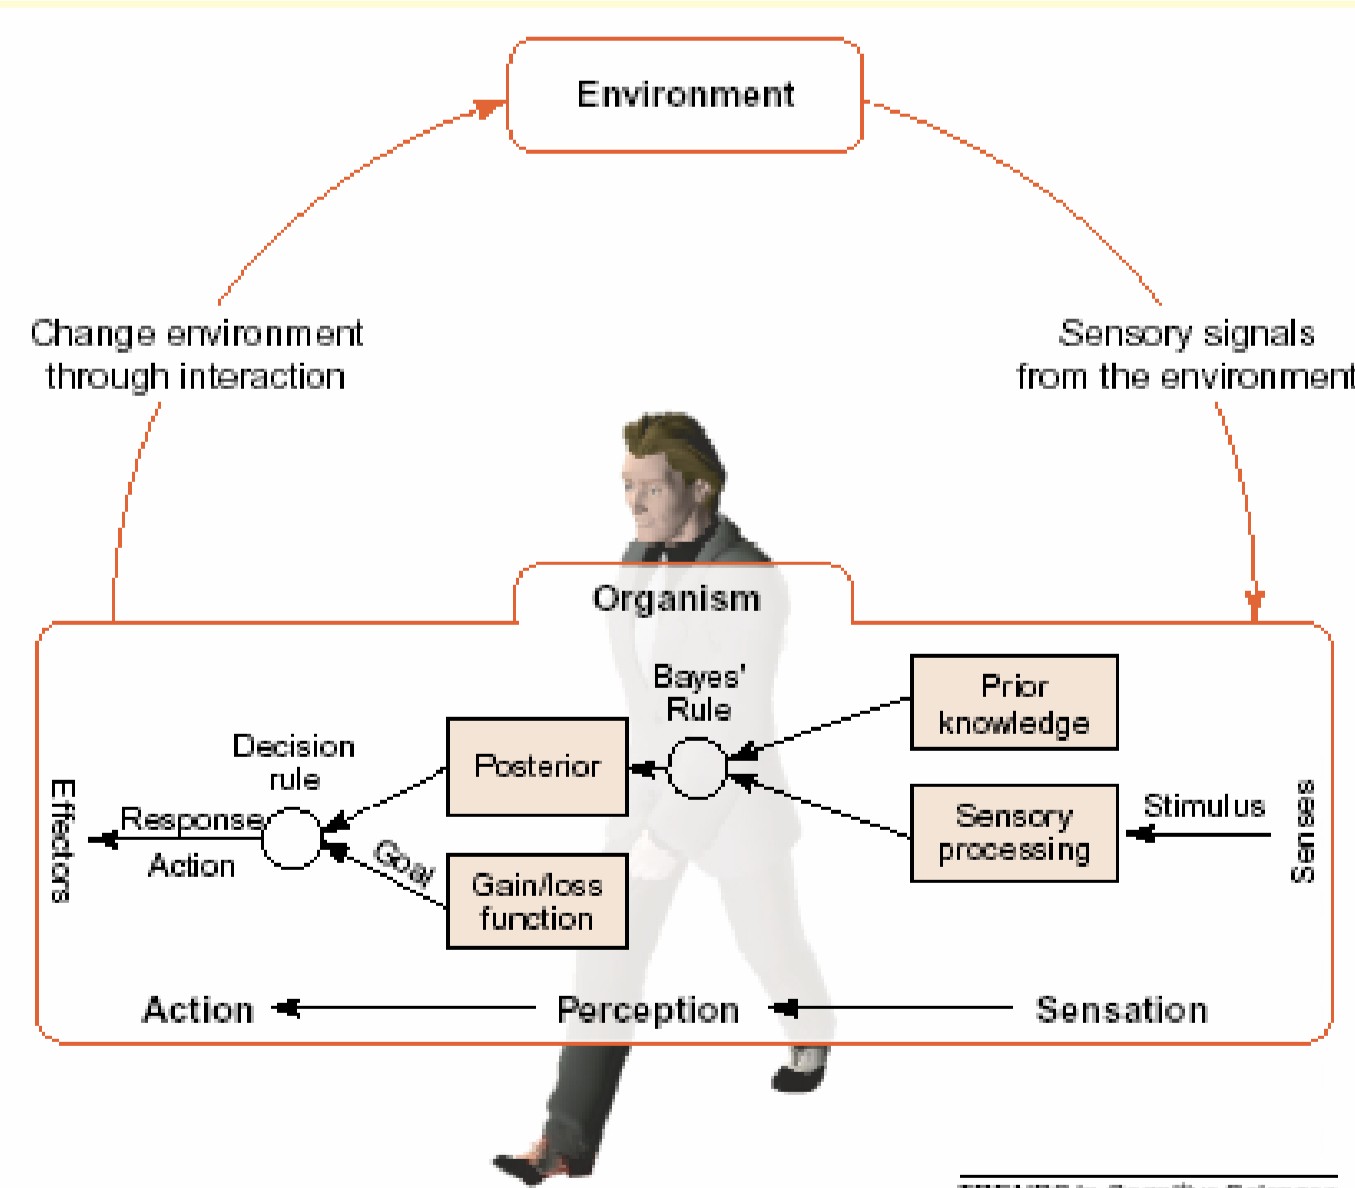 Environment
Change environment
through interaction
Sensory signals
from the environment
Organism
Bayes'
Rule
Prior
knowledge
Decision
rule
Posterior
Effectors
Response
Action
Goal
Gain/loss
function
Sensory
processing
Stimulus
Senses
Action
Perception
Sensation